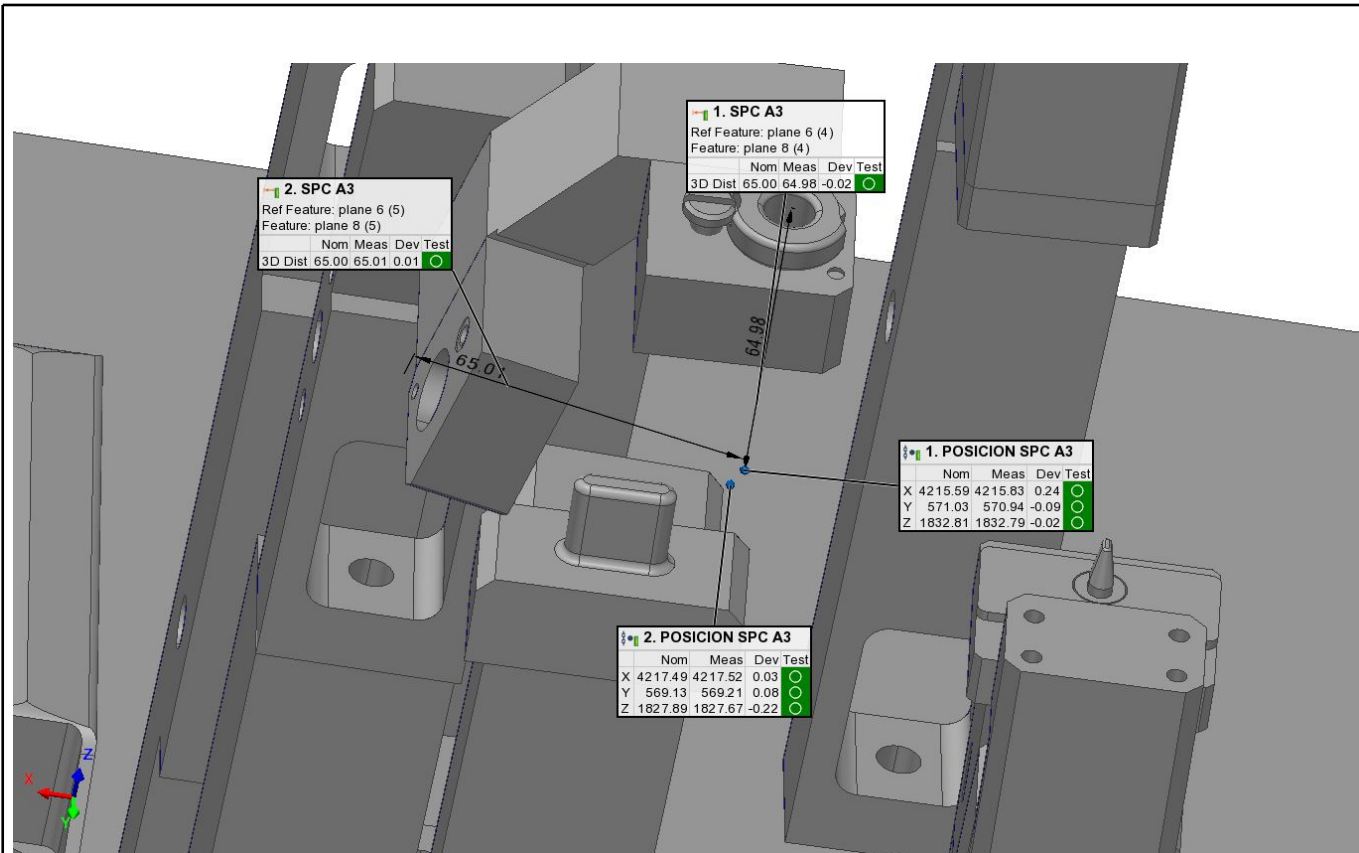 1. SPC A3
Ref Feature: plane 6 (4)
Feature: plane 8 (4)
Nom Meas Dev Test
3D Dist 65.00 64.98 -0.02
2. SPC A3
Ref Feature: plane 6 (5)
Feature: plane 8 (5)
Nom Meas Dev Test
3D Dist 65.00 65.01 0.01
64.98
65.01
1. POSICION SPC A3
Nom Meas Dev Test
X 4215.59 4215.83 0.24
Y 571.03 570.94 -0.09
Z 1832.81 1832.79 -0.02
2. POSICION SPC A3
Nom Meas Dev Test
X 4217.49 4217.52 0.03
Y 569.13 569.21 0.08
Z 1827.89 1827.67 -0.22
Z
X
Y